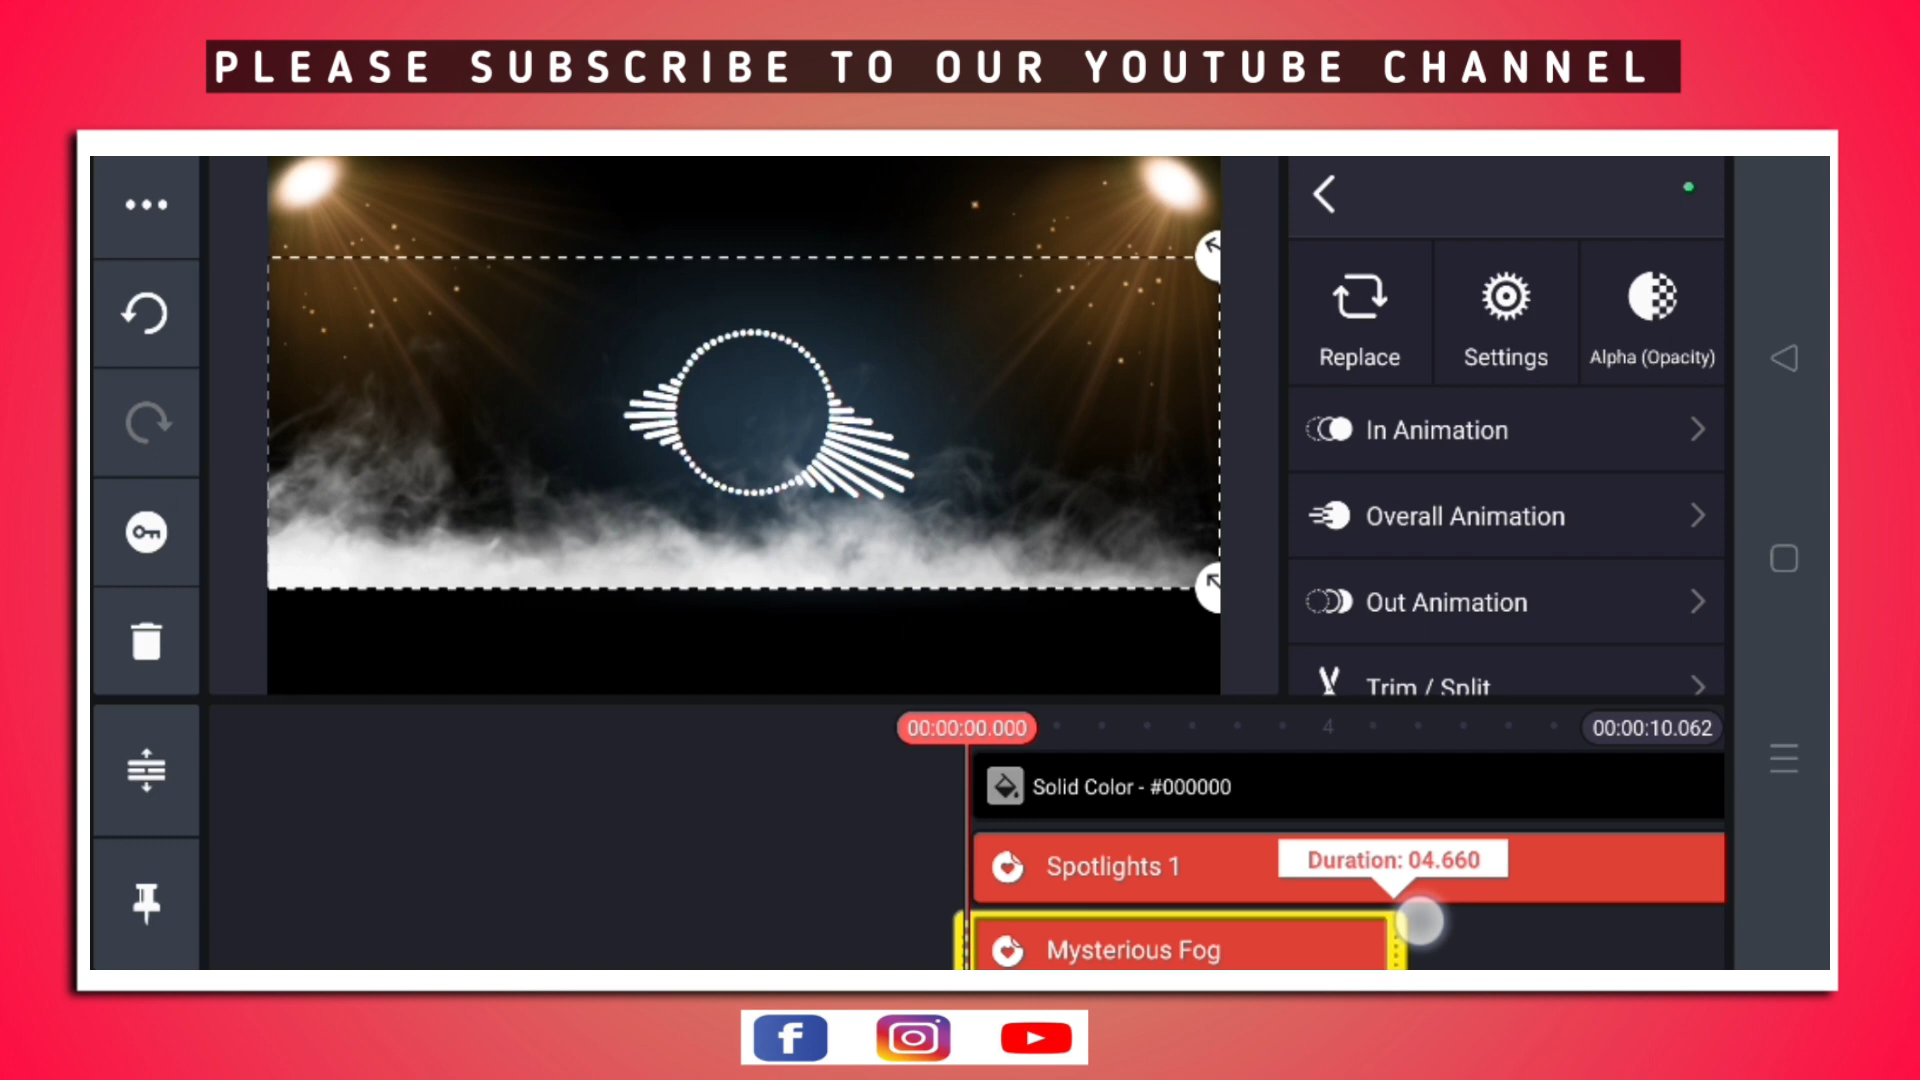 PLEASE SUBSCRIBE TO OUR YOUTUBE CHANNEL
Replace
Settings
Alpha (Opacity)
In Animation
Overall Animation
Out Animation
Trim / Split
00:00:00.000
4
00:00:10.062
Solid Color - #000000
Spotlights 1
Duration: 04.660
Mysterious Fog